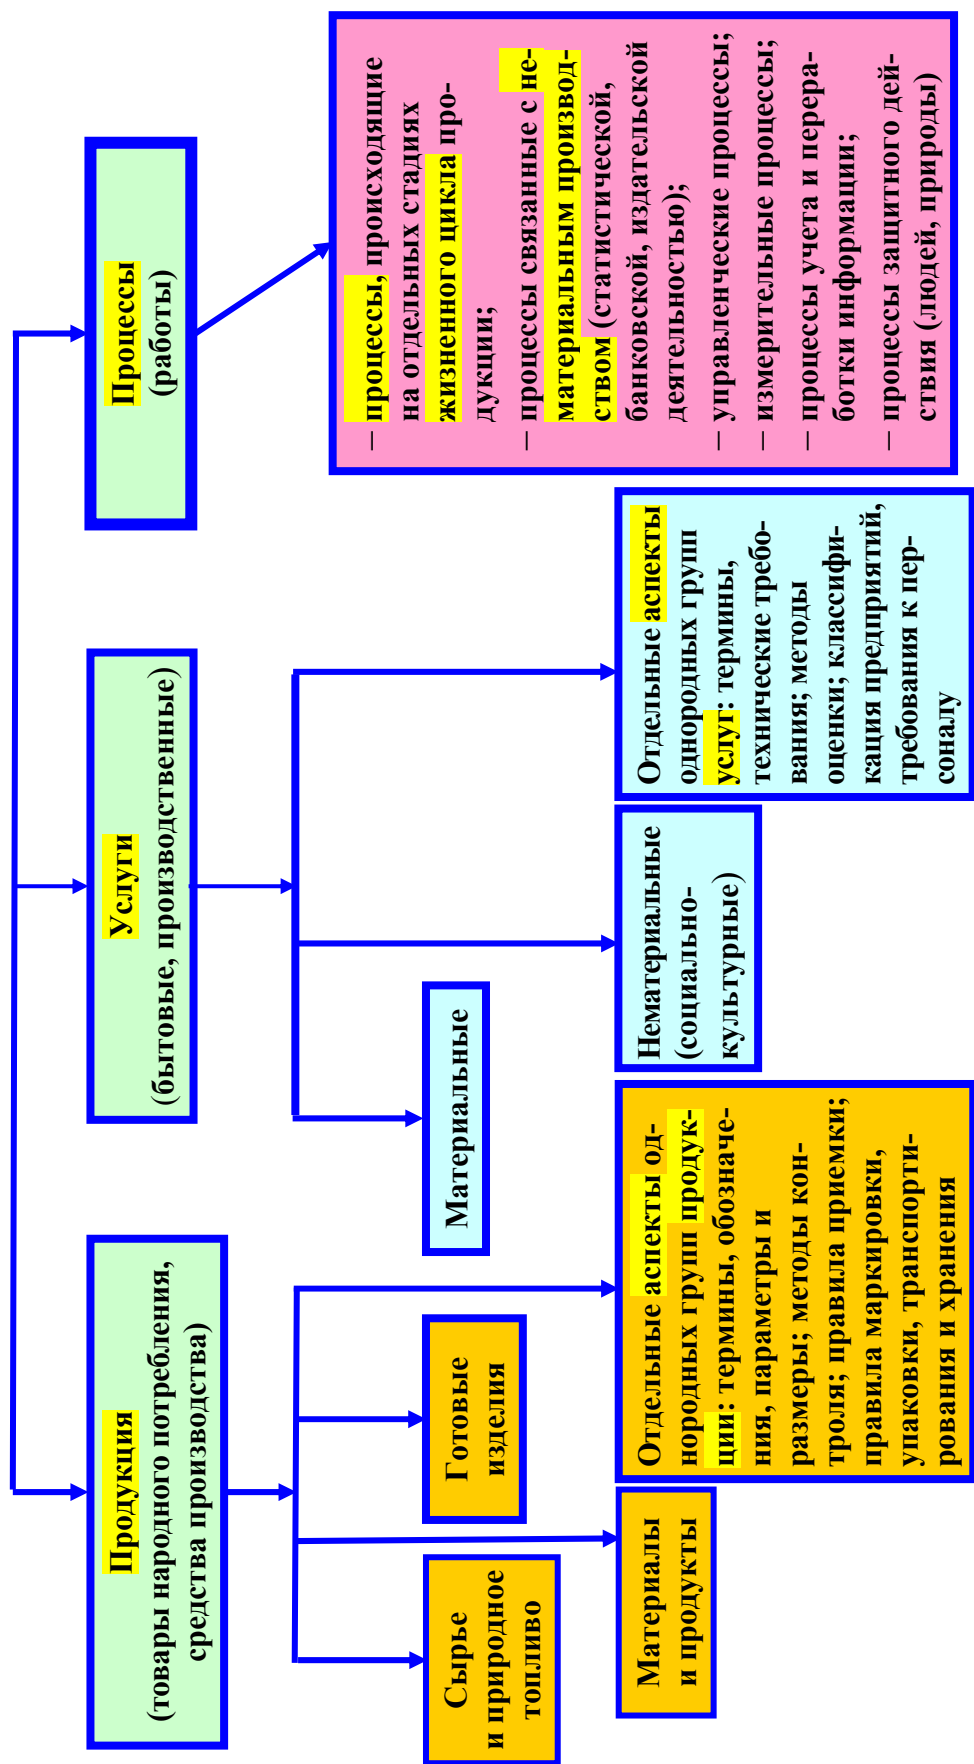 Продукция
(товары народного потребления,
средства производства)
Услуги
(бытовые, производственные)
Процессы
(работы)
Сырье
и природное
топливо
Готовые
изделия
Материалы
и продукты
Отдельные аспекты од-
нородных групп продук-
ции: термины, обозначе-
ния, параметры и
размеры; методы кон-
троля; правила приемки;
правила маркировки,
упаковки, транспорти-
рования и хранения
Материальные
Нематериальные
(социально-
культурные)
Отдельные аспекты
однородных групп
услуг: термины,
технические требо-
вания; методы
оценки; классифи-
кация предприятий,
требования к пер-
соналу
– процессы, происходящие
на отдельных стадиях
жизненного цикла про-
дукции;
– процессы связанные с не-
материальным производ-
ством (статистической,
банковской, издательской
деятельностью);
– управленческие процессы;
– измерительные процессы;
– процессы учета и перера-
ботки информации;
– процессы защитного дей-
ствия (людей, природы)